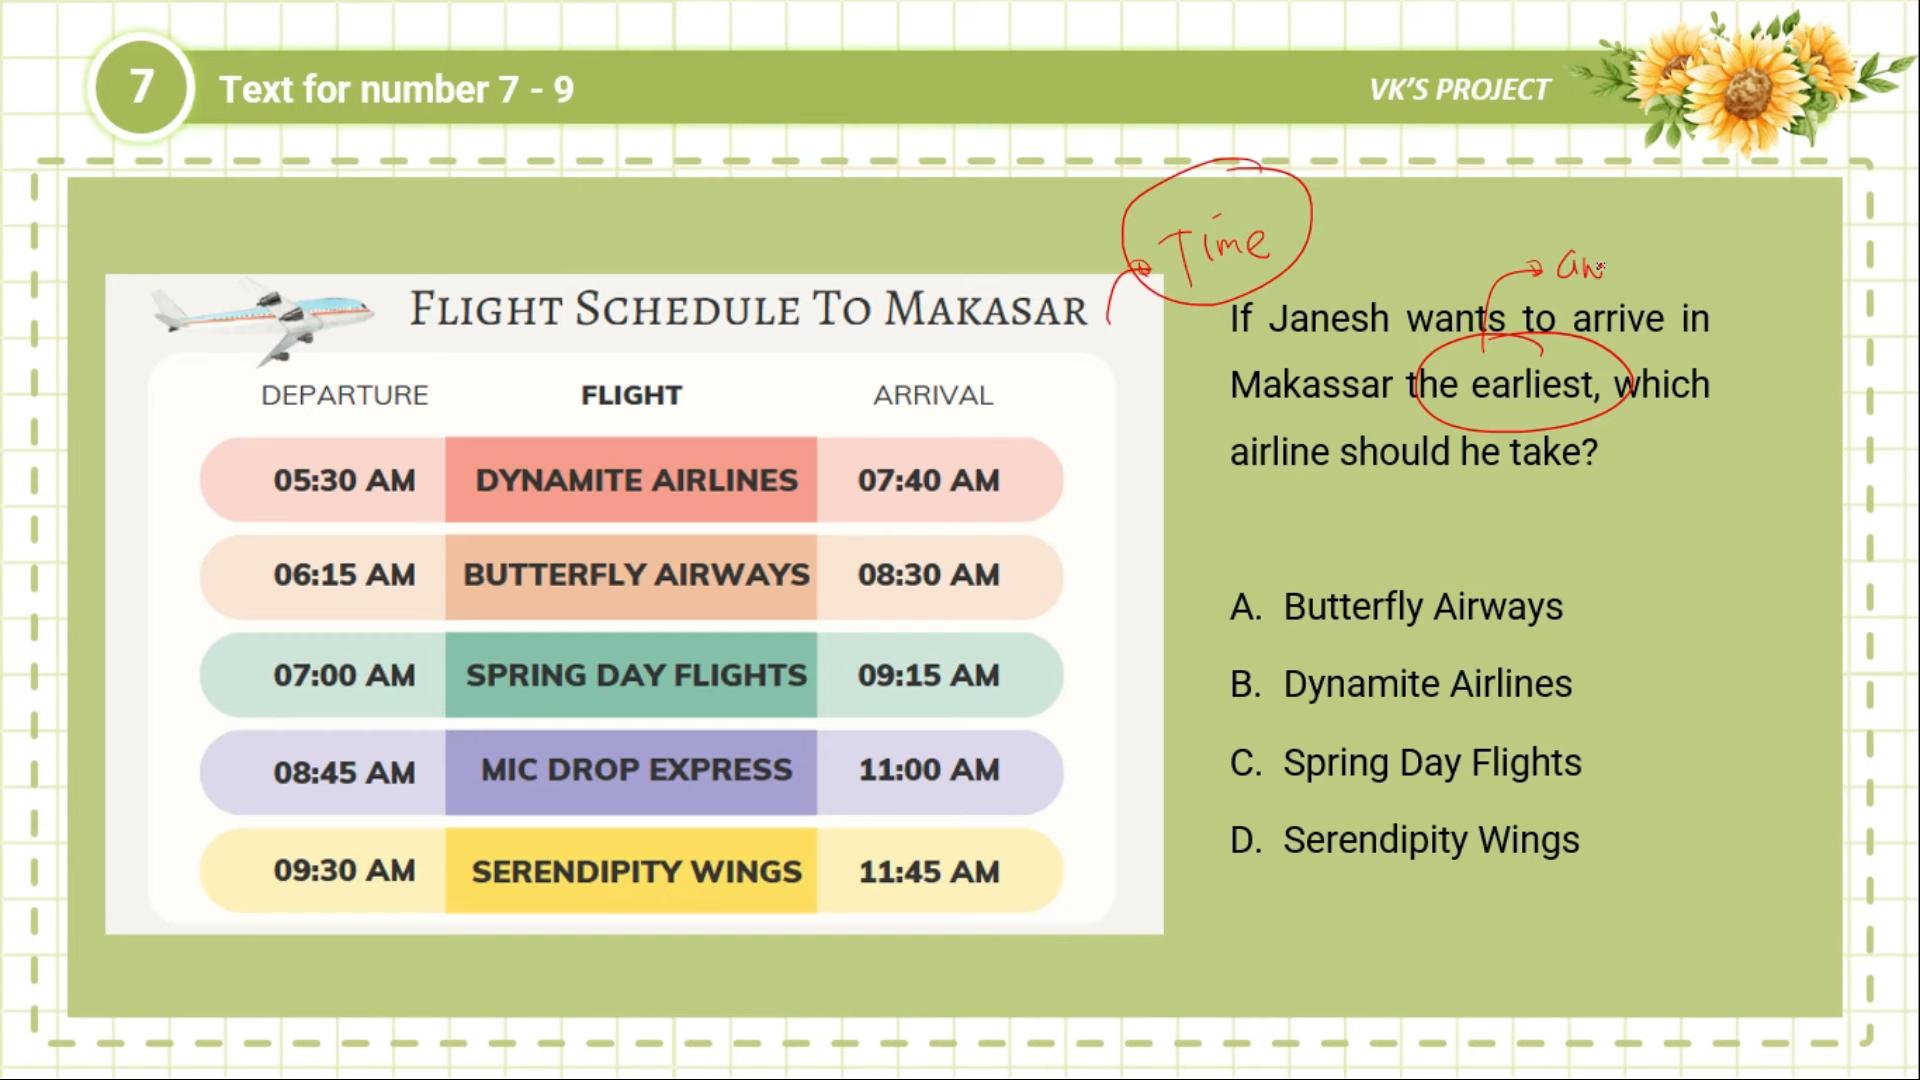 7
Text for number 7 - 9
VK'S PROJECT
Time
FLIGHT SCHEDULE TO MAKASAR
DEPARTURE FLIGHT ARRIVAL
05:30 AM DYNAMITE AIRLINES 07:40 AM
06:15 AM BUTTERFLY AIRWAYS 08:30 AM
07:00 AM SPRING DAY FLIGHTS 09:15 AM
08:45 AM MIC DROP EXPRESS 11:00 AM
09:30 AM SERENDIPITY WINGS 11:45 AM
If Janesh wants to arrive in
Makassar the earliest, which
airline should he take?
A. Butterfly Airways
B. Dynamite Airlines
C. Spring Day Flights
D. Serendipity Wings